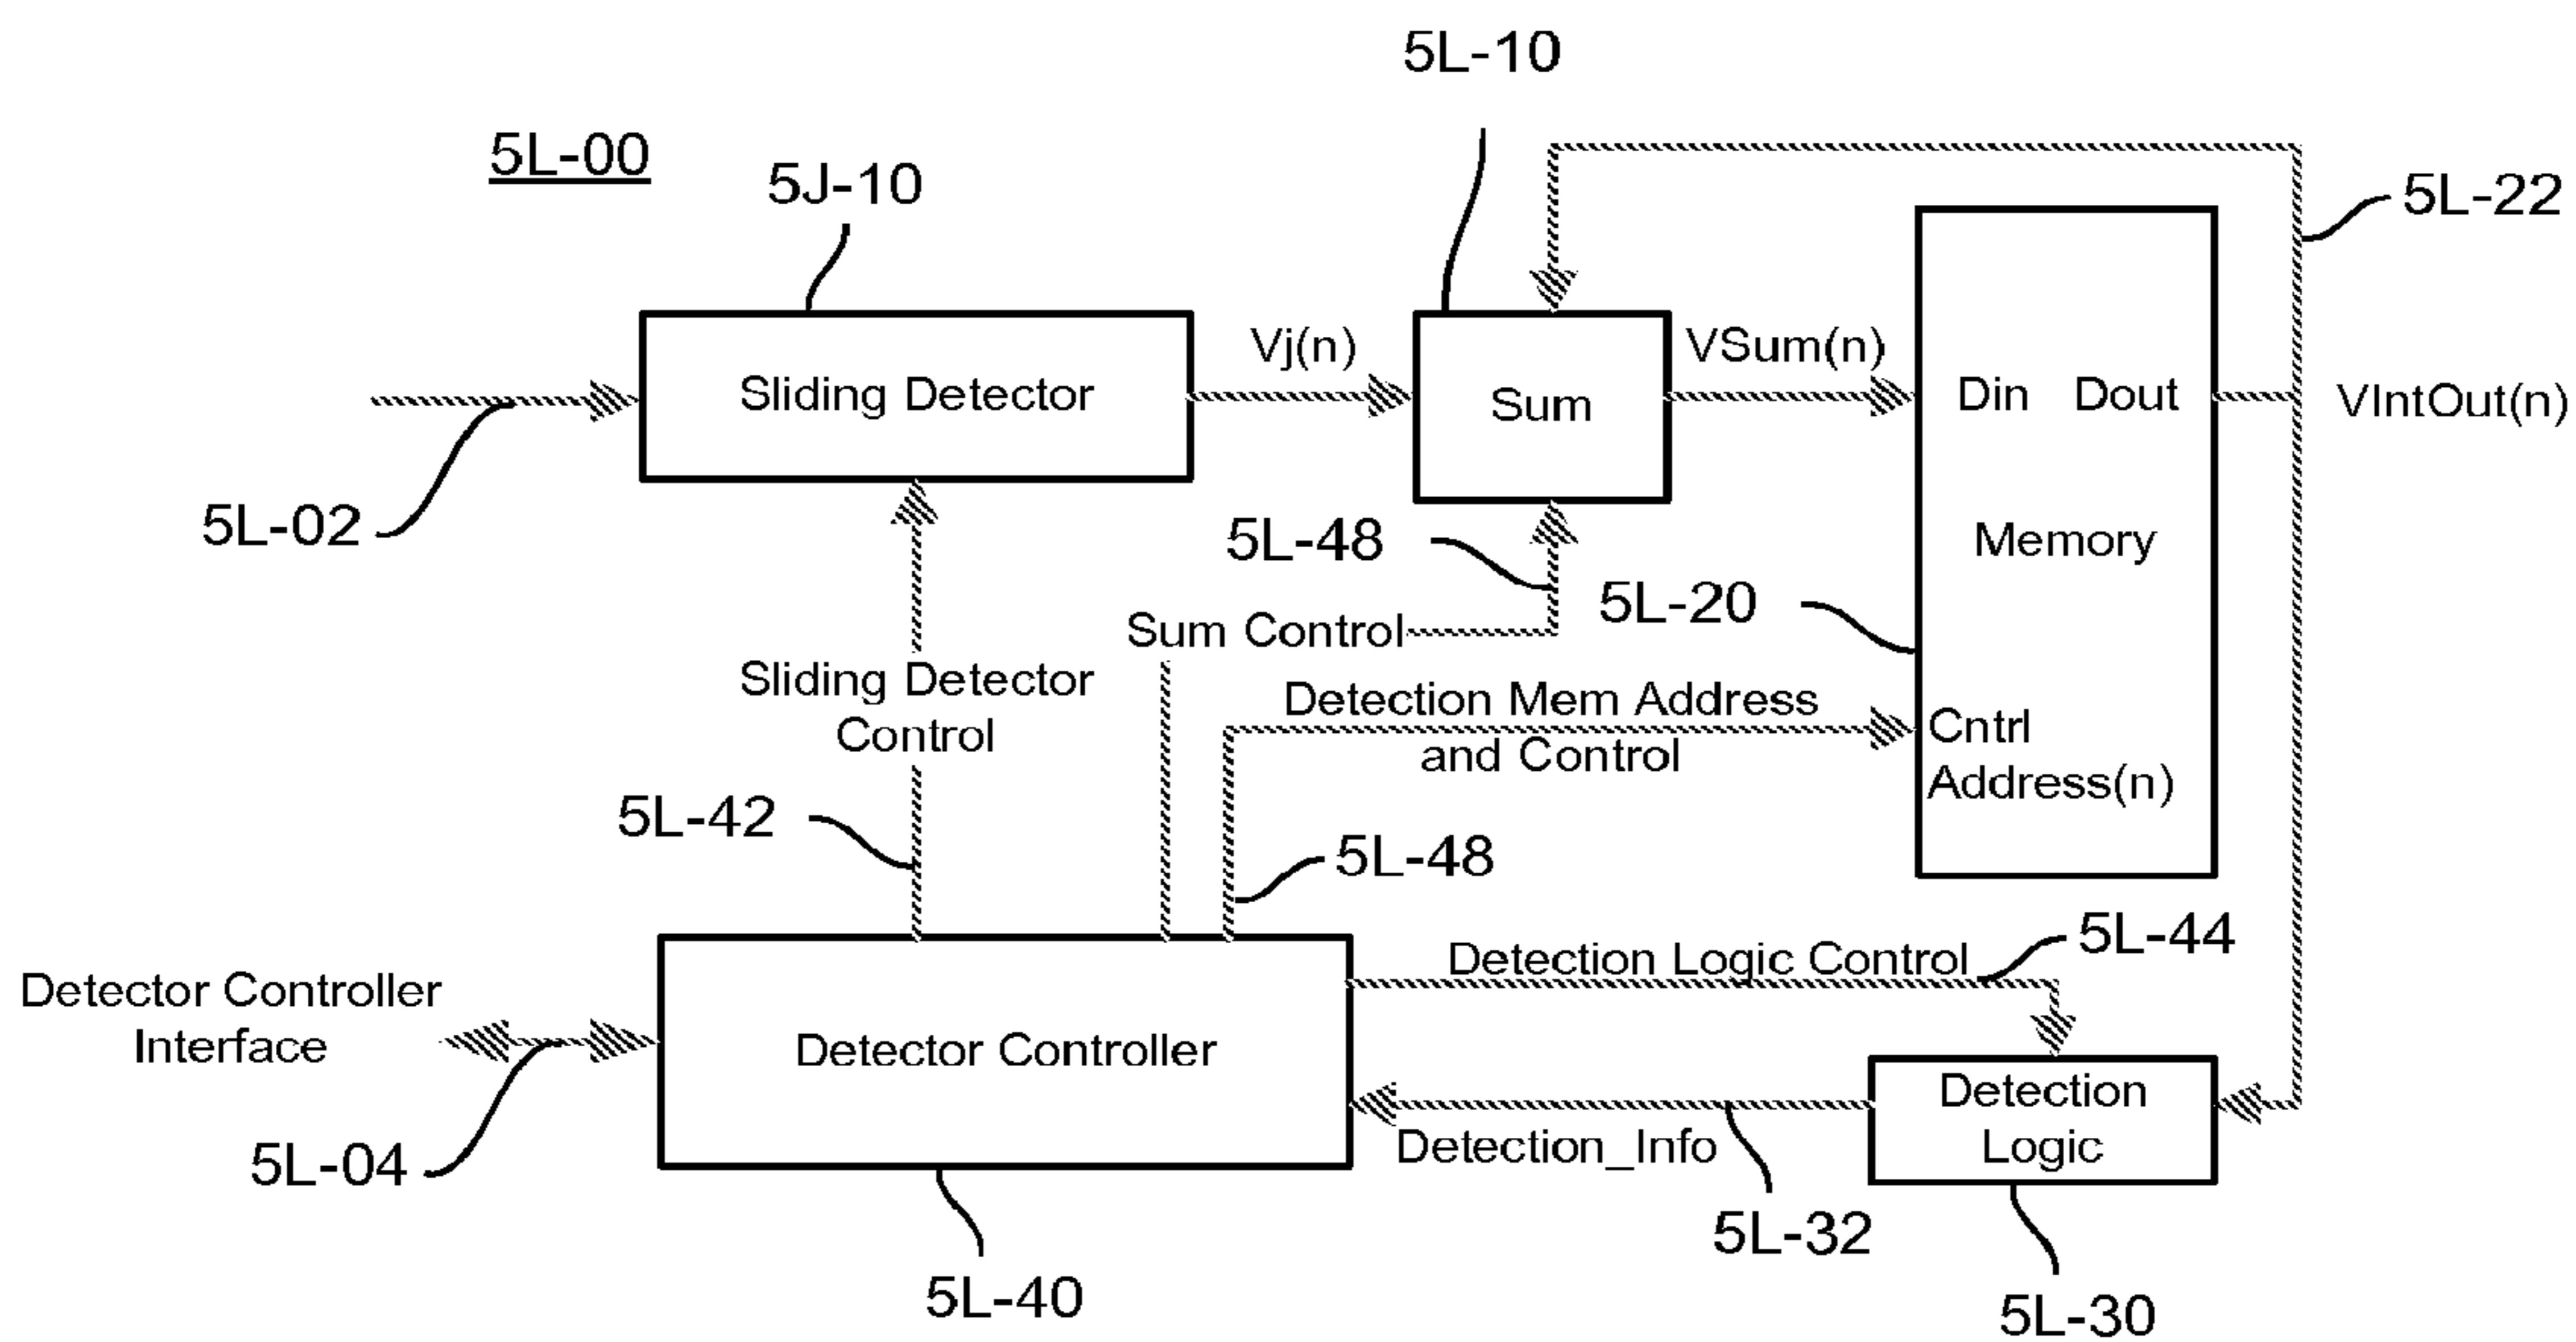 5L-10
5L-00
5J-10
5L-22
Vj(n)
VSum(n)
Sliding Detector
Sum
Din Dout
VIntOut(n)
5L-02
5L-48
Memory
5L-20
Sum Control
Sliding Detector
Control
Detection Mem Address
and Control
Cntrl
Address(n)
5L-42
5L-48
5L-44
Detection Logic Control
Detector Controller
Interface
Detector Controller
Detection
Logic
Detection_Info
5L-04
5L-32
5L-40
5L-30